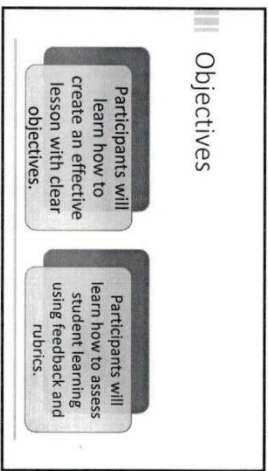 Objectives
Participants will
learn how to
create an effective
lesson with clear
objectives.
Participants will
learn how to assess
student learning
using feedback and
rubrics.